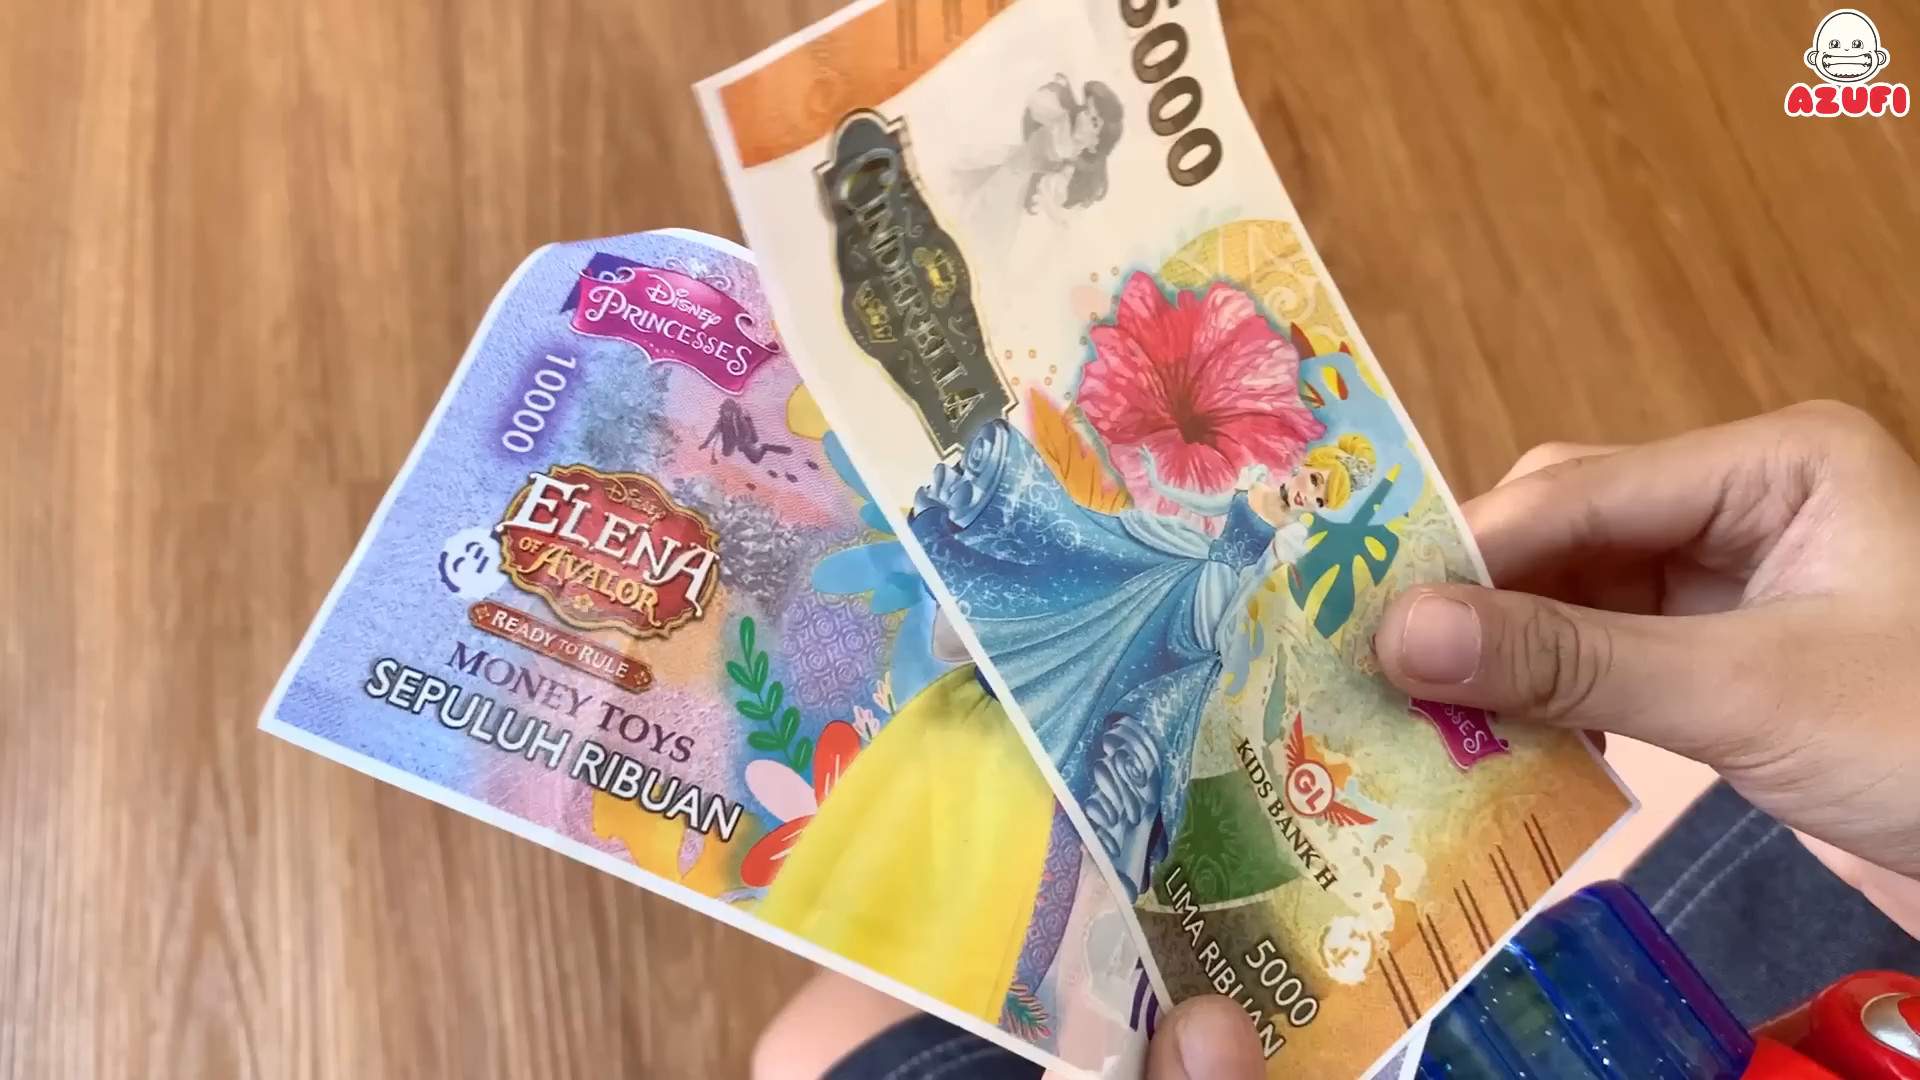 AZUFI
5000
CINDERRELLA
DISNEY
PRINCESSES
10000
DISNEY
ELENA
OF AVALOR
READY TO RULE
MONEY TOYS
SEPULUH RIBUAN
GL
KIDS BANK H
5000
LIMA RIBUAN